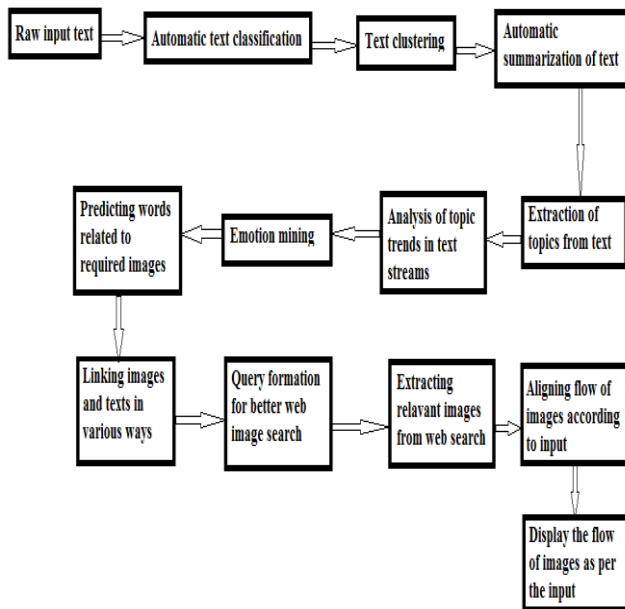 Raw input text
Automatic text classification
Text clustering
Automatic
summarization of text
Extraction of
topics from text
Analysis of topic
trends in text
streams
Emotion mining
Predicting words
related to
required images
Linking images
and texts in
various ways
Query formation
for better web
image search
Extracting
relavant images
from web search
Aligning flow of
images according
to input
Display the flow
of images as per
the input